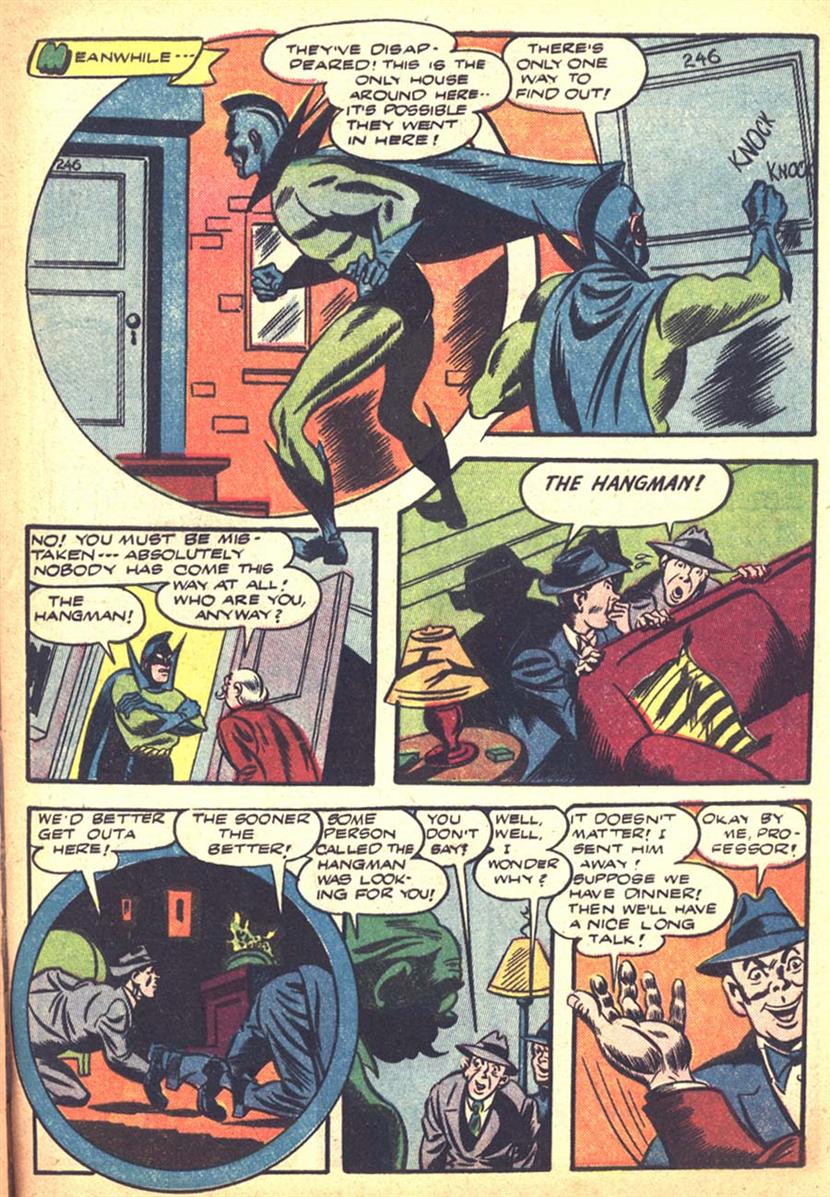 MEANWHILE---
THEY'VE DISAP-
PEARED! THIS IS THE
ONLY HOUSE
AROUND HERE--
IT'S POSSIBLE
THEY WENT
IN HERE!
246
THERE'S
ONLY ONE
WAY TO
FIND OUT!
246
KNOCK
KNOCK
NO! YOU MUST BE MIS-
TAKEN--- ABSOLUTELY
NOBODY HAS COME THIS
WAY AT ALL!
WHO ARE YOU,
ANYWAY?
THE
HANGMAN!
THE HANGMAN!
WE'D BETTER
GET OUTA
HERE!
THE SOONER
THE
BETTER!
SOME
PERSON
CALLED THE
HANGMAN
WAS LOOK-
ING FOR YOU!
YOU
DON'T
SAY?
WELL,
WELL,
I
WONDER
WHY?
IT DOESN'T
MATTER! I
SENT HIM
AWAY!
SUPPOSE WE
HAVE DINNER!
THEN WE'LL HAVE
A NICE LONG
TALK!
OKAY BY
ME, PRO-
FESSOR!